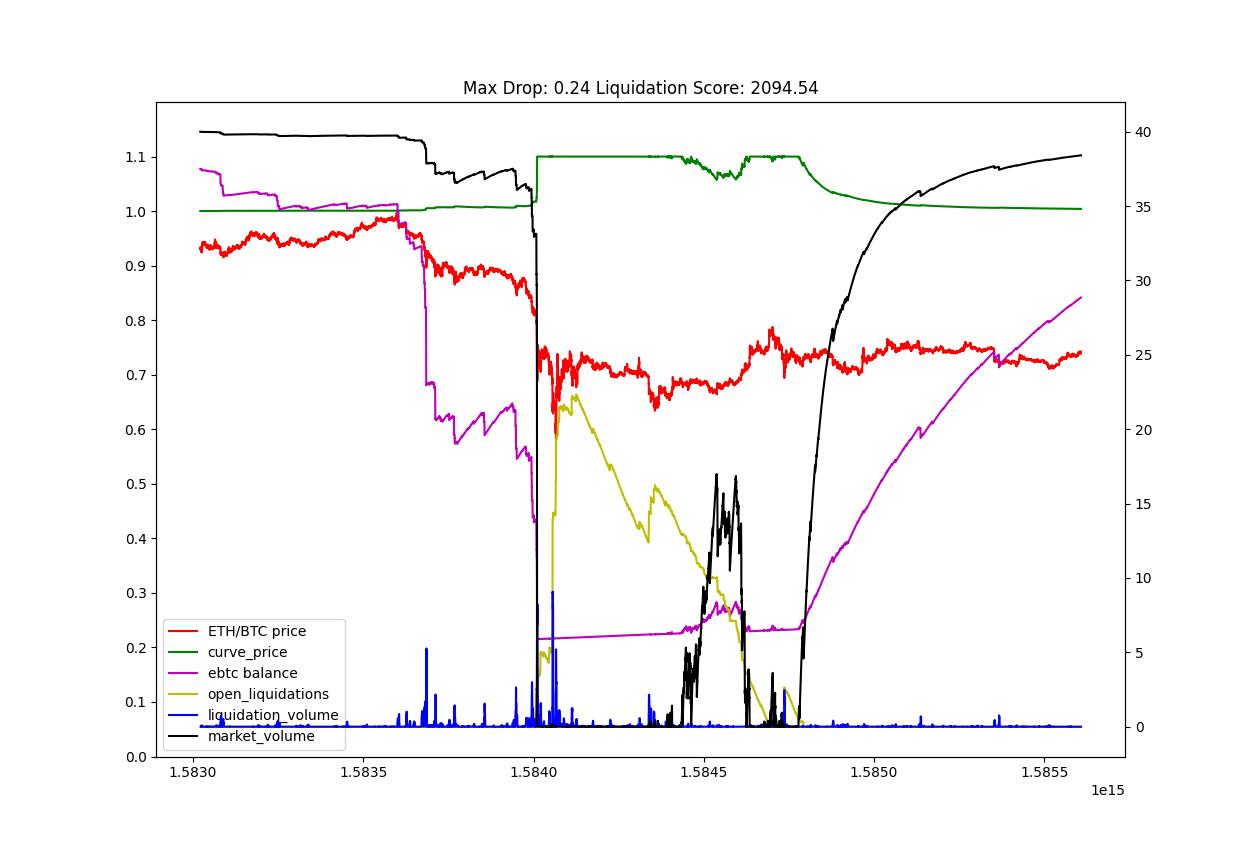 Max Drop: 0.24 Liquidation Score: 2094.54
1.1
1.0
0.9
0.8
0.7
0.6
0.5
0.4
0.3
0.2
0.1
0.0
40
35
30
25
20
15
10
5
0
ETH/BTC price
curve_price
ebtc balance
open_liquidations
liquidation_volume
market_volume
1.5830 1.5835 1.5840 1.5845 1.5850 1.5855
1e15